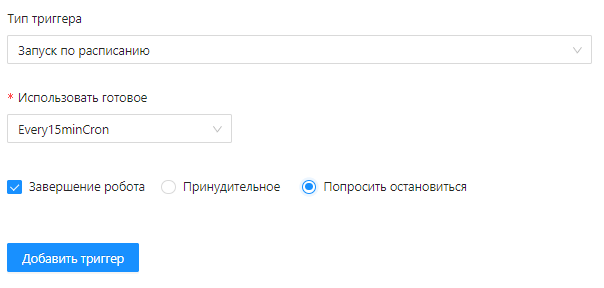 Тип триггера
Запуск по расписанию
* Использовать готовое
Every15minCron
Завершение робота Принудительное Попросить остановиться
Добавить триггер